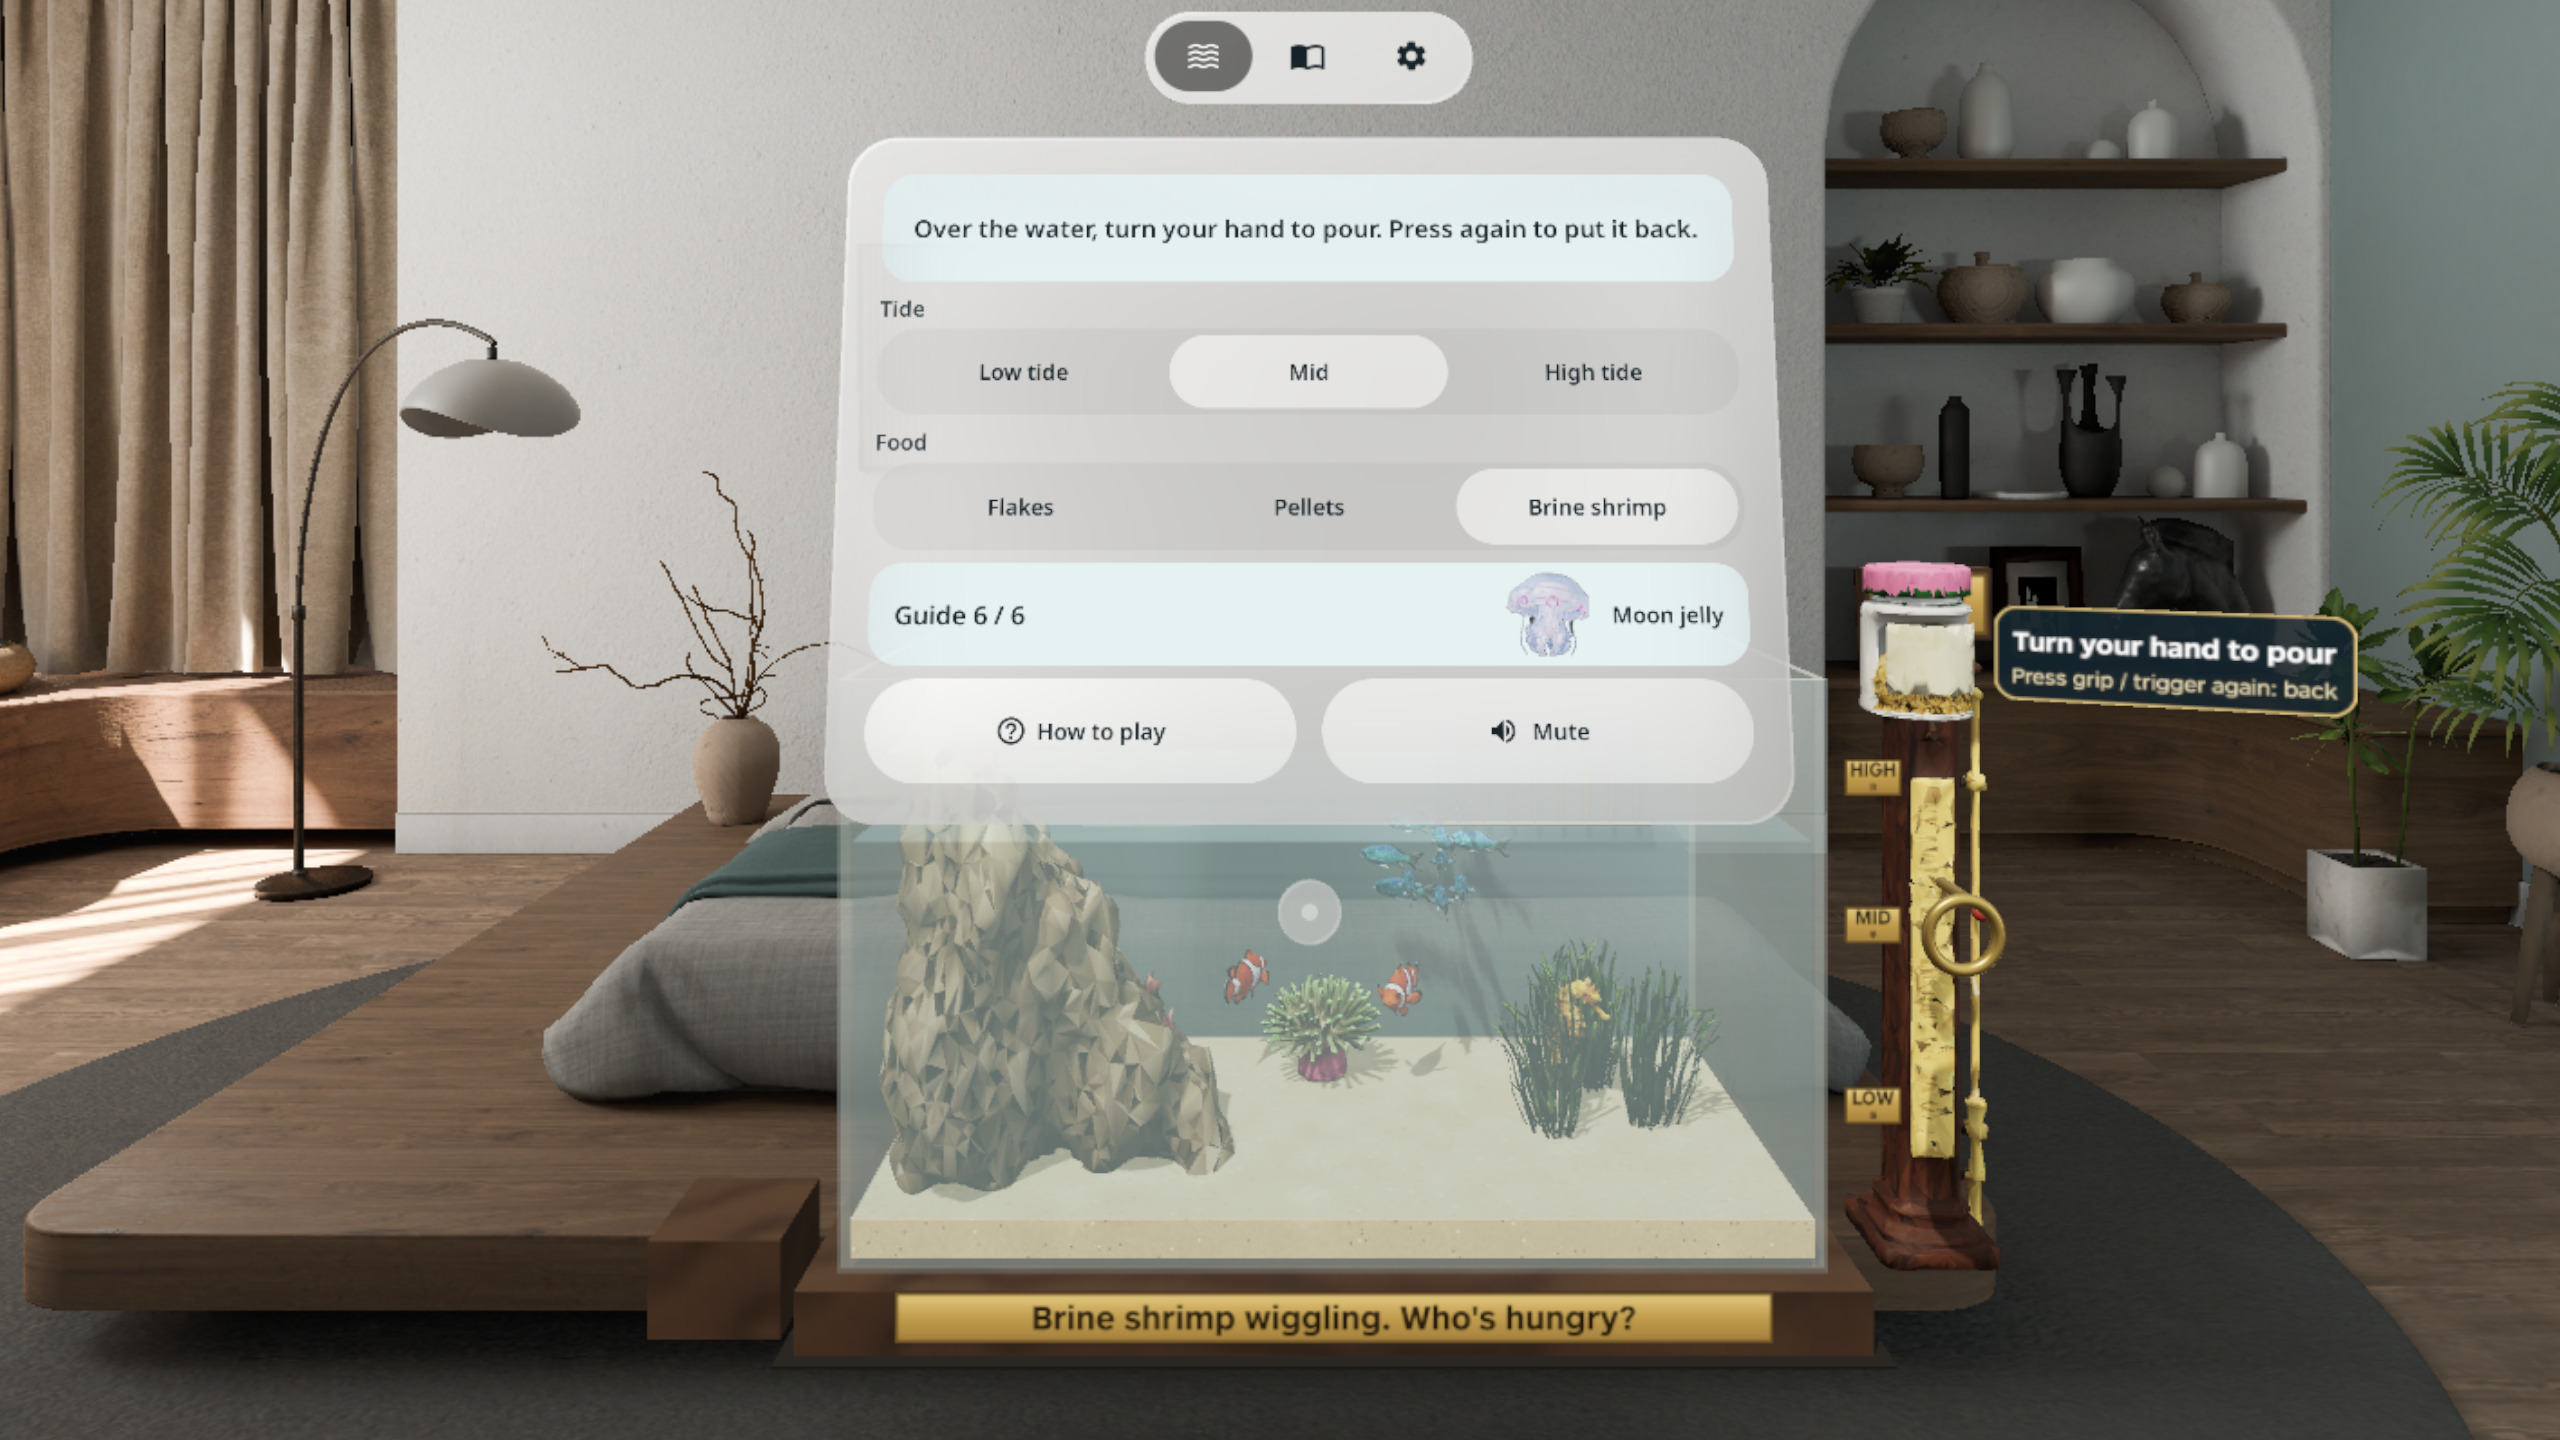 Over the water, turn your hand to pour. Press again to put it back.
Tide
Low tide
Mid
High tide
Food
Flakes
Pellets
Brine shrimp
Guide 6 / 6
Moon jelly
How to play
Mute
Turn your hand to pour
Press grip / trigger again: back
HIGH
MID
LOW
Brine shrimp wiggling. Who's hungry?